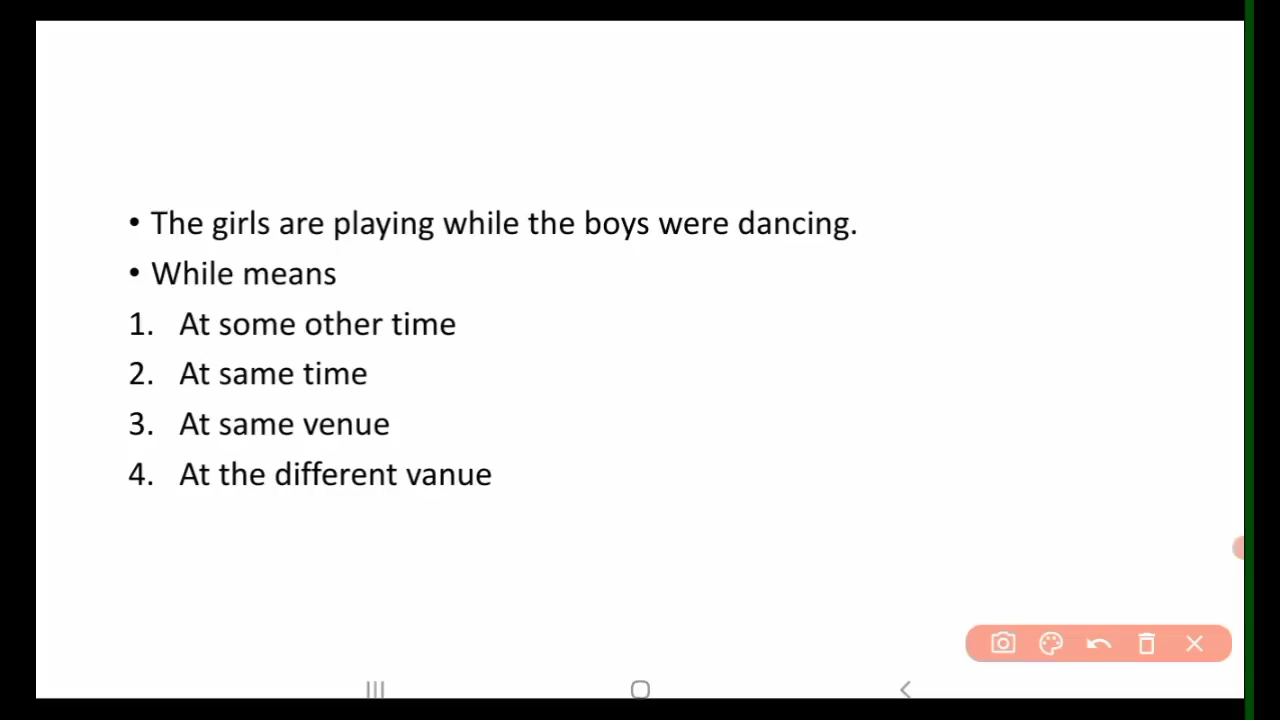 • The girls are playing while the boys were dancing.
• While means
1. At some other time
2. At same time
3. At same venue
4. At the different vanue